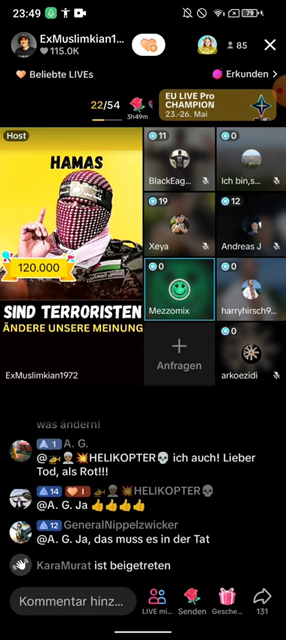 23:49
79
ExMuslimkian1...
115.0K
85
Beliebte LIVEs
Erkunden
22/54
3h49m
EU LIVE Pro
CHAMPION
23.-26. Mai
Host
HAMAS
120.000
SIND TERRORISTEN
ÄNDERE UNSERE MEINUNG
ExMuslimkian1972
11
BlackEag...
0
Ich bin,s...
19
Xeya
12
Andreas J
0
Mezzomix
0
harryhirsch9...
Anfragen
0
arkoezidi
was ändern!
1 A. G.
@🚁👨🏼‍🦳💥HELIKOPTER💀 ich auch! Lieber
Tod, als Rot!!!
14 I 🚁👨🏼‍🦳💥HELIKOPTER💀
@A. G. Ja 👍👍👍👍
12 GeneralNippelzwicker
@A. G. Ja, das muss es in der Tat
KaraMurat ist beigetreten
Kommentar hinz...
LIVE mi...
Senden
Gesche...
131